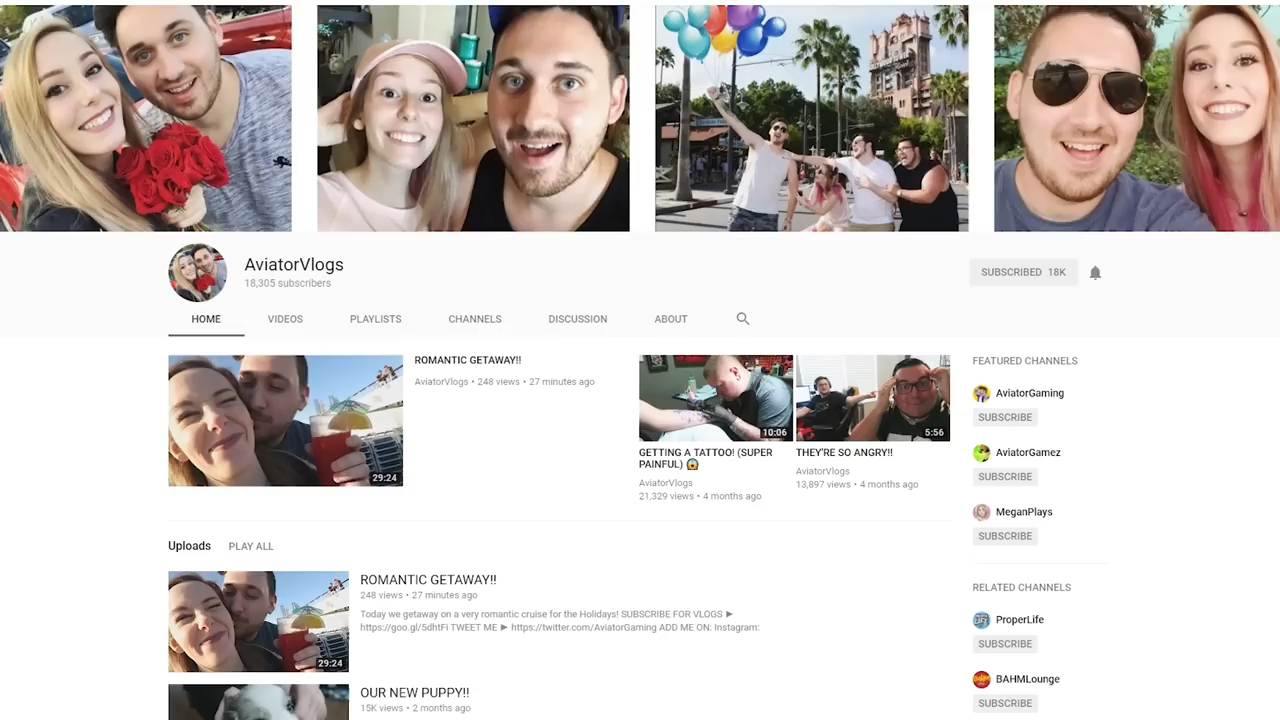 AviatorVlogs
18,305 subscribers
SUBSCRIBED 18K
HOME
VIDEOS
PLAYLISTS
CHANNELS
DISCUSSION
ABOUT
29:24
ROMANTIC GETAWAY!!
AviatorVlogs • 248 views • 27 minutes ago
10:06
GETTING A TATTOO! (SUPER
PAINFUL) 😱
AviatorVlogs
21,329 views • 4 months ago
5:56
THEY'RE SO ANGRY!!
AviatorVlogs
13,897 views • 4 months ago
FEATURED CHANNELS
AviatorGaming
SUBSCRIBE
AviatorGamez
SUBSCRIBE
MeganPlays
SUBSCRIBE
Uploads
PLAY ALL
29:24
ROMANTIC GETAWAY!!
248 views • 27 minutes ago
Today we getaway on a very romantic cruise for the Holidays! SUBSCRIBE FOR VLOGS ►
https://goo.gl/5dhtFi TWEET ME ► https://twitter.com/AviatorGaming ADD ME ON: Instagram:
OUR NEW PUPPY!!
15K views • 2 months ago
RELATED CHANNELS
ProperLife
SUBSCRIBE
BAHMLounge
SUBSCRIBE